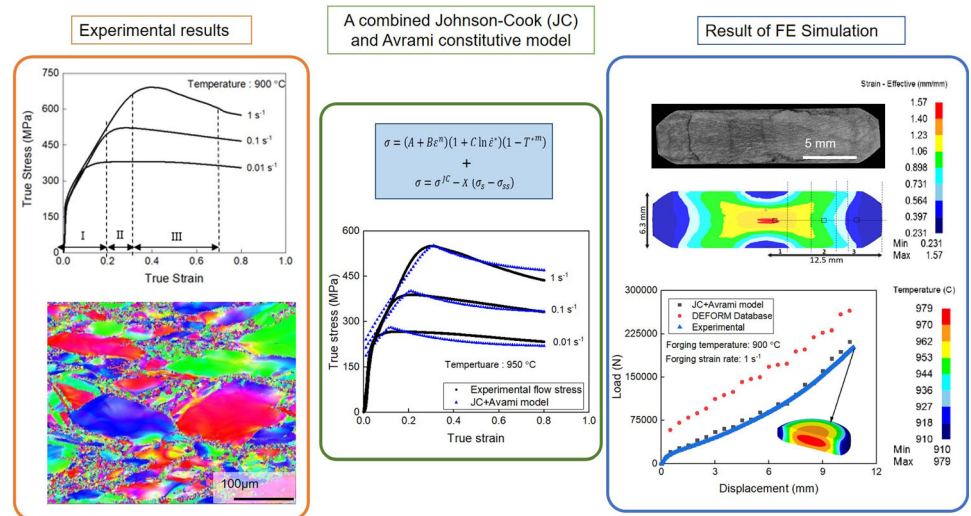 Experimental results
A combined Johnson-Cook (JC)
and Avrami constitutive model
Result of FE Simulation
750
600
450
300
150
0
True Stress (MPa)
Temperature : 900 °C
1 s⁻¹
0.1 s⁻¹
0.01 s⁻¹
I II III
0.0 0.2 0.4 0.6 0.8 1.0
True Strain
100μm
σ = (A + Bεⁿ)(1 + C ln ε̇*)(1 − T*ᵐ)
+
σ = σᴶᶜ − X (σₛ − σₛₛ)
600
450
300
150
0
True stress (MPa)
1 s⁻¹
0.1 s⁻¹
0.01 s⁻¹
Tempertuare: 950 °C
Experimental flow stress
JC+Avami model
0.0 0.2 0.4 0.6 0.8 1.0
True strain
Strain - Effective (mm/mm)
1.57
1.40
1.23
1.06
0.898
0.731
0.564
0.397
0.231
Min 0.231
Max 1.57
5 mm
6.3 mm
1 2 3
12.5 mm
300000
225000
150000
75000
0
Load (N)
JC+Avrami model
DEFORM Database
Experimental
Forging temperature: 900 °C
Forging strain rate: 1 s⁻¹
0 3 6 9 12
Displacement (mm)
Temperature (C)
979
970
962
953
944
936
927
918
910
Min 910
Max 979